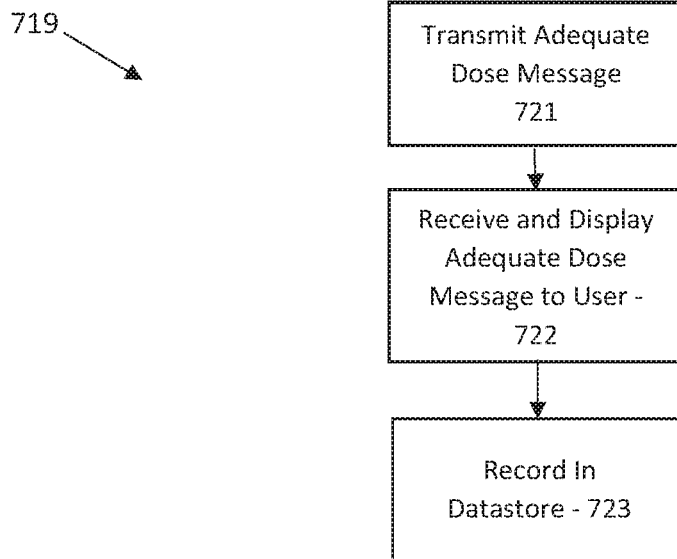 719
Transmit Adequate
Dose Message
721
Receive and Display
Adequate Dose
Message to User -
722
Record In
Datastore - 723